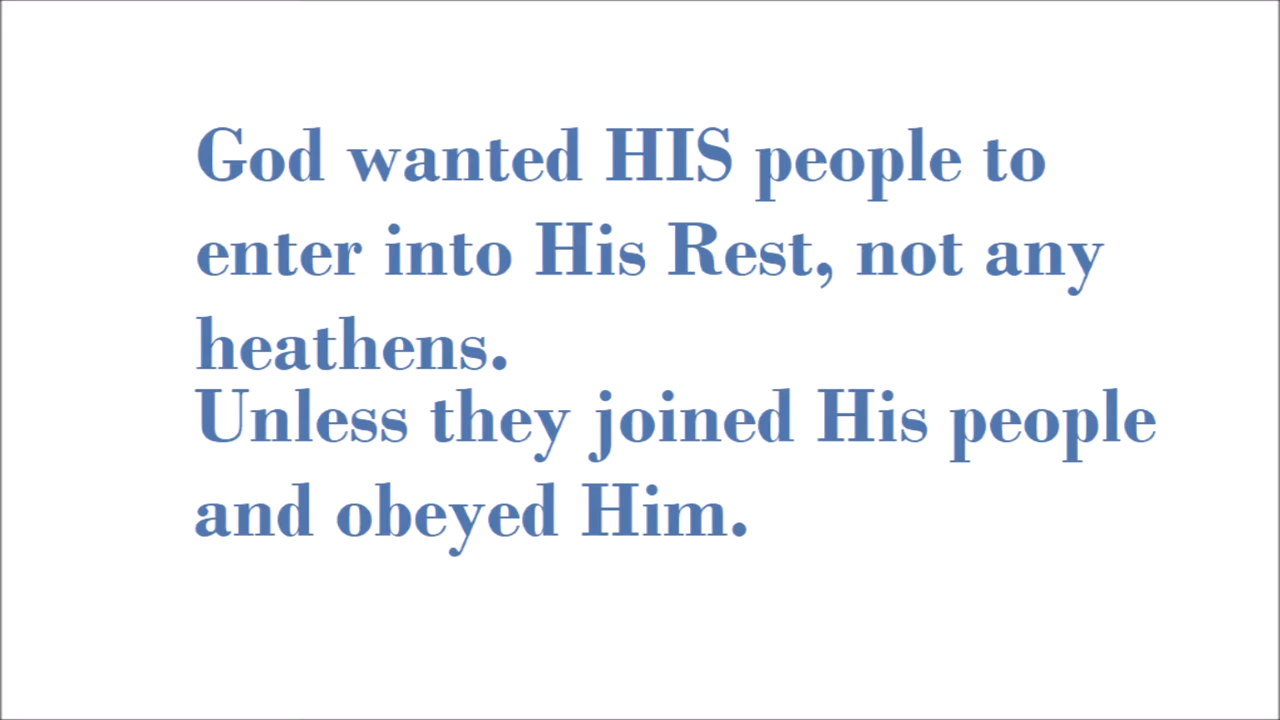 God wanted HIS people to
enter into His Rest, not any
heathens.
Unless they joined His people
and obeyed Him.